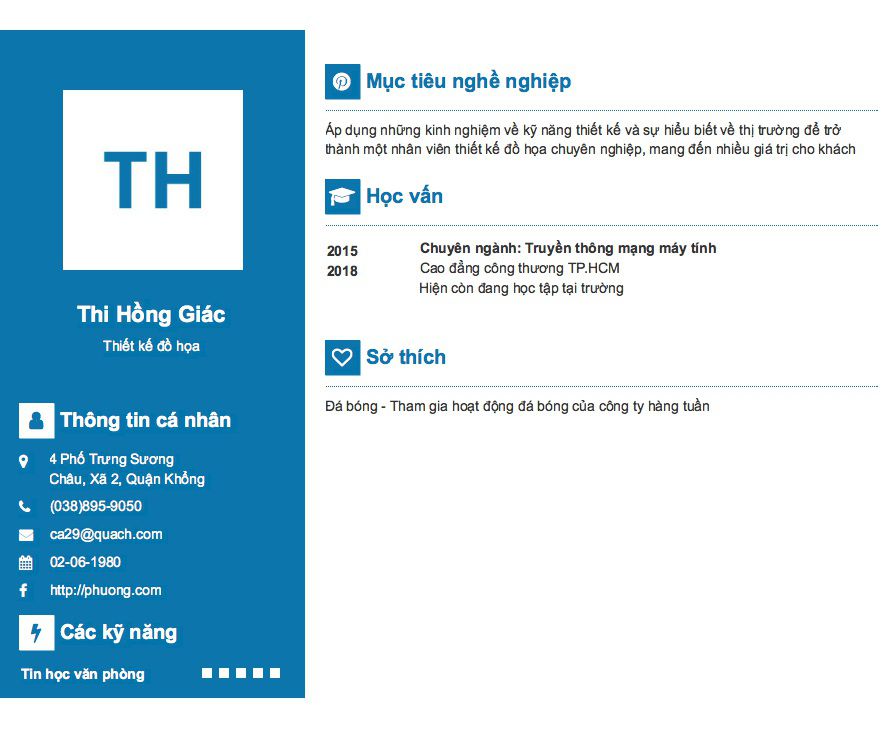 TH
Thi Hồng Giác
Thiết kế đồ họa
Thông tin cá nhân
4 Phố Trưng Sương
Châu, Xã 2, Quận Khổng
(038)895-9050
ca29@quach.com
02-06-1980
http://phuong.com
Các kỹ năng
Tin học văn phòng
Mục tiêu nghề nghiệp
Áp dụng những kinh nghiệm về kỹ năng thiết kế và sự hiểu biết về thị trường để trở
thành một nhân viên thiết kế đồ họa chuyên nghiệp, mang đến nhiều giá trị cho khách
Học vấn
2015
2018
Chuyên ngành: Truyền thông mạng máy tính
Cao đẳng công thương TP.HCM
Hiện còn đang học tập tại trường
Sở thích
Đá bóng - Tham gia hoạt động đá bóng của công ty hàng tuần